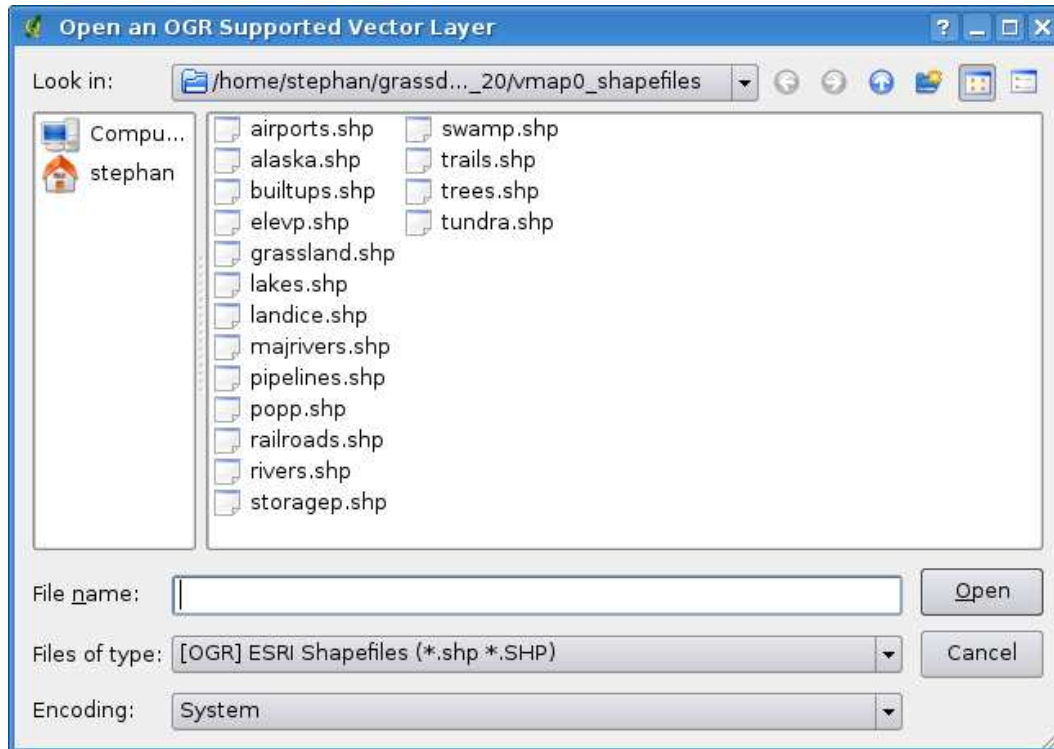 Open an OGR Supported Vector Layer
Look in: /home/stephan/grassd..._20/vmap0_shapefiles
Compu...
stephan
airports.shp
alaska.shp
builtups.shp
elevp.shp
grassland.shp
lakes.shp
landice.shp
majrivers.shp
pipelines.shp
popp.shp
railroads.shp
rivers.shp
storagep.shp
swamp.shp
trails.shp
trees.shp
tundra.shp
File name:
Open
Files of type: [OGR] ESRI Shapefiles (*.shp *.SHP)
Cancel
Encoding: System